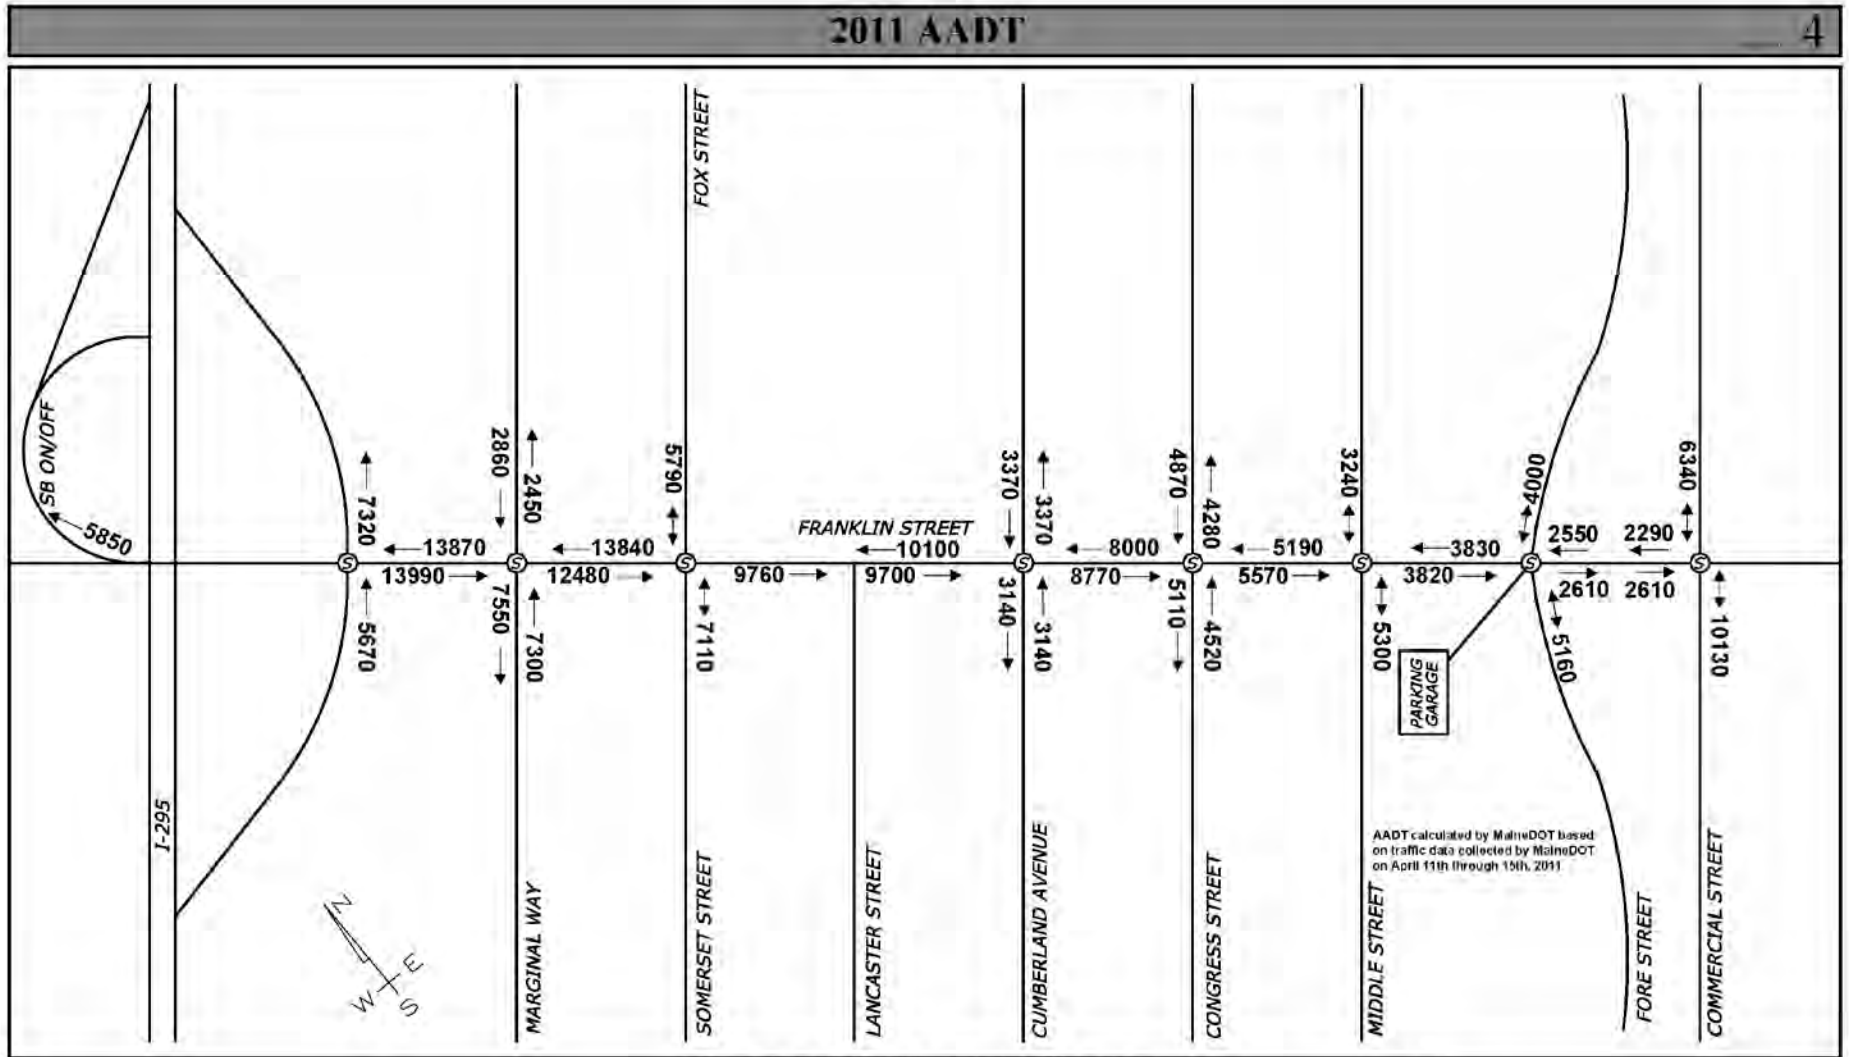 2011 AADT
4
FOX STREET
SB ON/OFF
5850
7320
5670
13870
13990
2860
2450
7550
7300
13840
12480
5790
7110
FRANKLIN STREET
9760
10100
9700
3370
3370
3140
3140
8000
8770
4870
4280
5110
4520
5190
5570
3240
5300
3830
3820
4000
5160
2550
2610
2290
2610
6340
10130
PARKING
GARAGE
AADT calculated by MaineDOT based
on traffic data collected by MaineDOT
on April 11th through 15th, 2011
I-295
N
E
W
S
MARGINAL WAY
SOMERSET STREET
LANCASTER STREET
CUMBERLAND AVENUE
CONGRESS STREET
MIDDLE STREET
FORE STREET
COMMERCIAL STREET
S
S
S
S
S
S
S
S